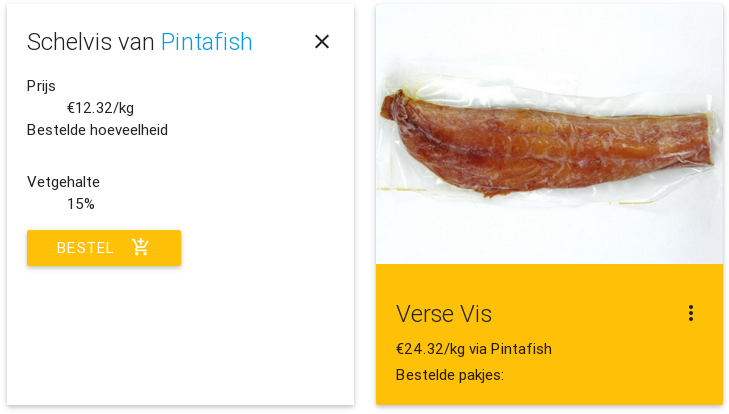 Schelvis van Pintafish
Prijs
€12.32/kg
Bestelde hoeveelheid
Vetgehalte
15%
BESTEL
Verse Vis
€24.32/kg via Pintafish
Bestelde pakjes: